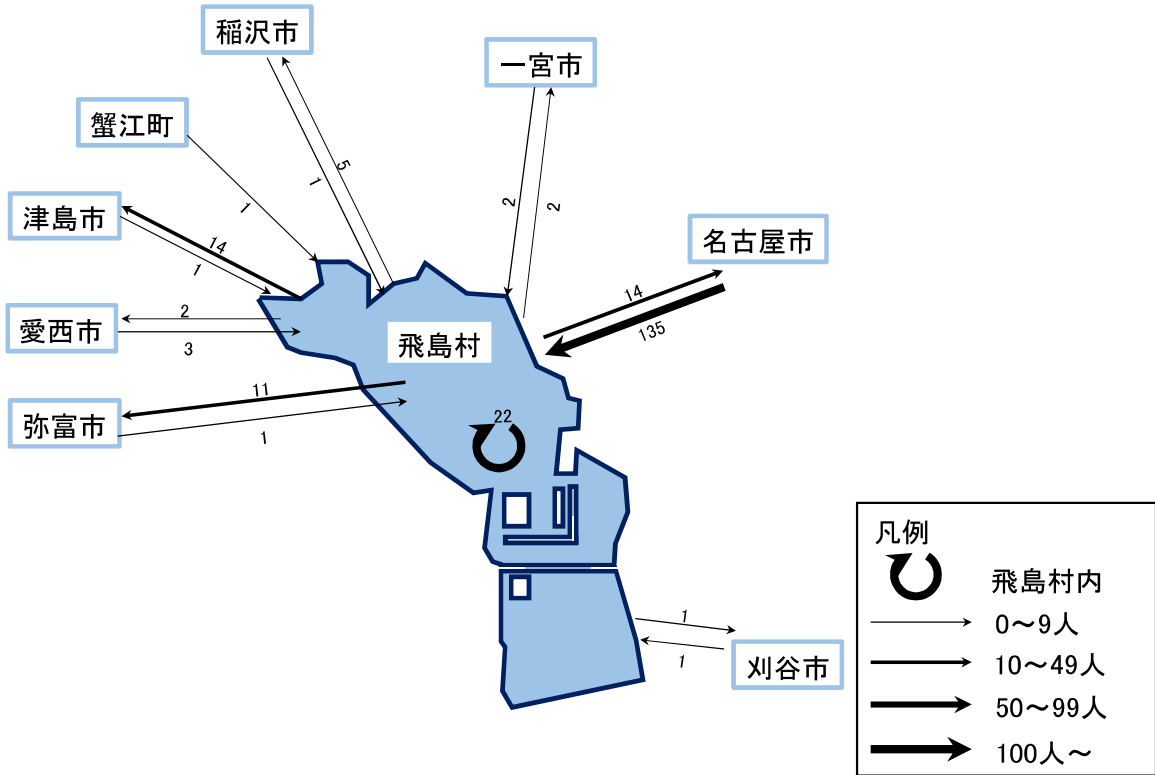 稲沢市
一宮市
蟹江町
5
1
1
2
2
津島市
14
1
名古屋市
14
135
愛西市
2
3
飛島村
弥富市
11
1
22
1
1
刈谷市
凡例
飛島村内
0～9人
10～49人
50～99人
100人～